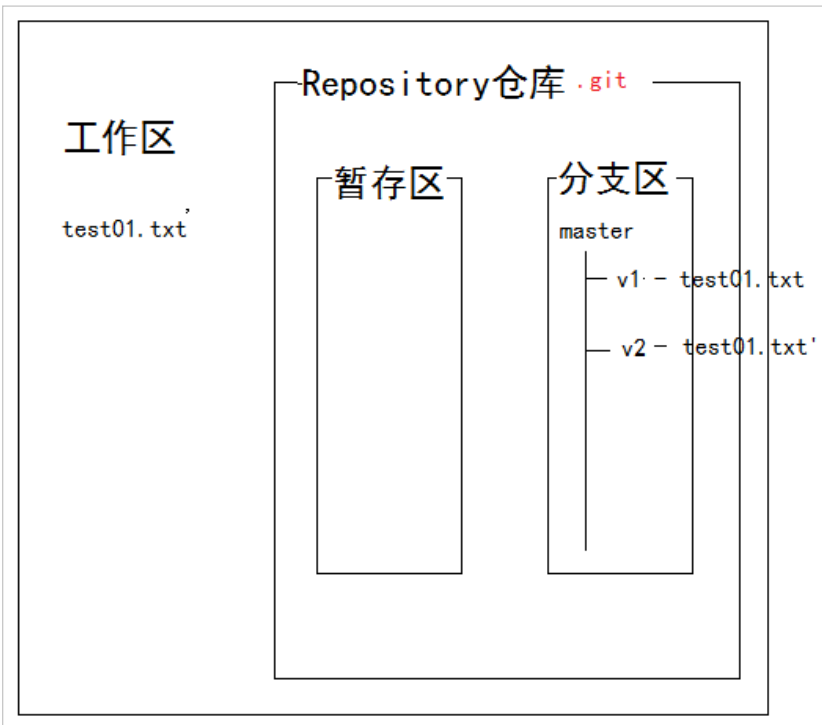 Repository仓库 .git
工作区
暂存区
分支区
test01.txt'
master
v1 - test01.txt
v2 - test01.txt'